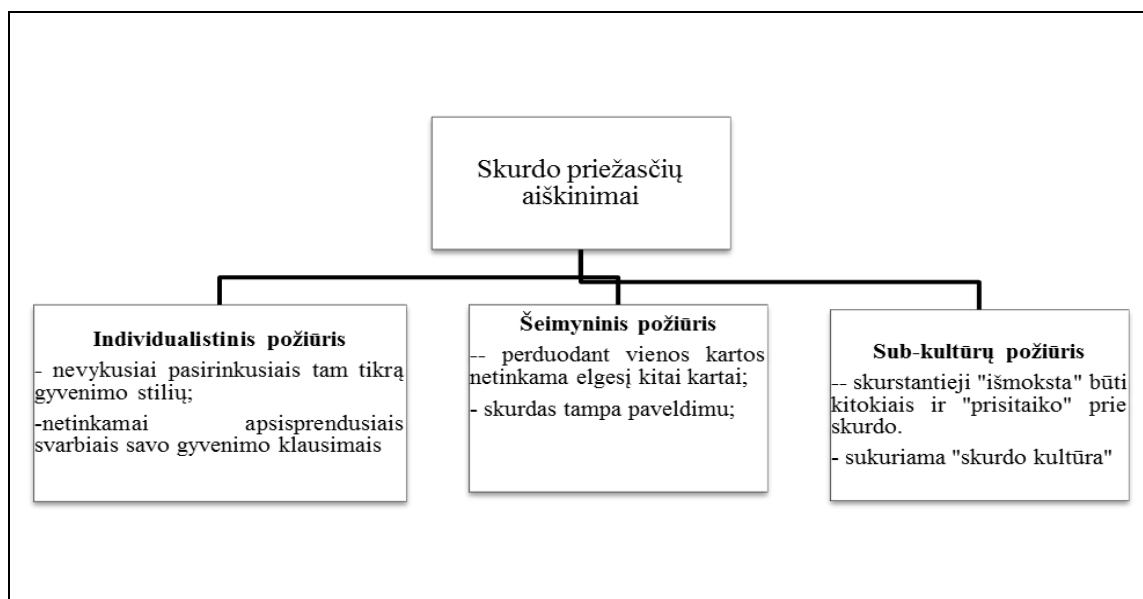 Skurdo priežasčių
aiškinimai
Individualistinis požiūris
- nevykusiai pasirinkusiais tam tikrą
gyvenimo stilių;
-netinkamai apsisprendusiais
svarbiais savo gyvenimo klausimais
Šeimyninis požiūris
-- perduodant vienos kartos
netinkama elgesį kitai kartai;
- skurdas tampa paveldimu;
Sub-kultūrų požiūris
-- skurstantieji "išmoksta" būti
kitokiais ir "prisitaiko" prie
skurdo.
- sukuriama "skurdo kultūra"